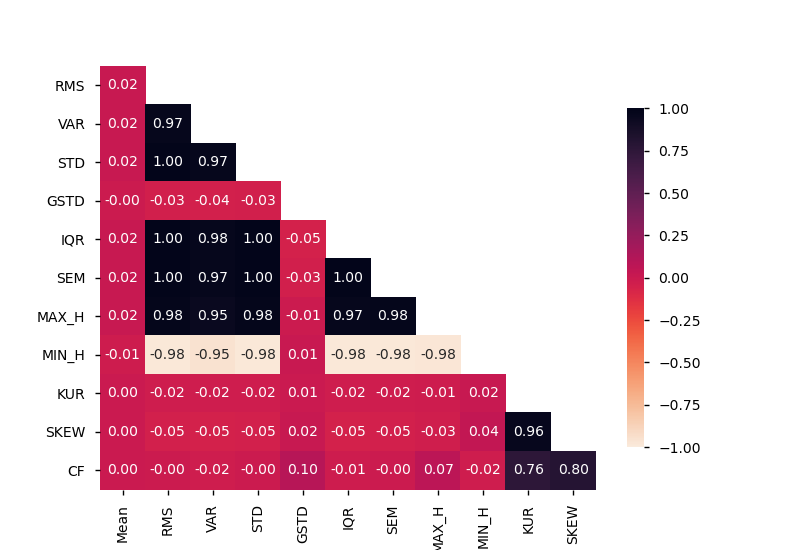 RMS 0.02
VAR 0.02 0.97
STD 0.02 1.00 0.97
GSTD -0.00 -0.03 -0.04 -0.03
IQR 0.02 1.00 0.98 1.00 -0.05
SEM 0.02 1.00 0.97 1.00 -0.03 1.00
MAX_H 0.02 0.98 0.95 0.98 -0.01 0.97 0.98
MIN_H -0.01 -0.98 -0.95 -0.98 0.01 -0.98 -0.98 -0.98
KUR 0.00 -0.02 -0.02 -0.02 0.01 -0.02 -0.02 -0.01 0.02
SKEW 0.00 -0.05 -0.05 -0.05 0.02 -0.05 -0.05 -0.03 0.04 0.96
CF 0.00 -0.00 -0.02 -0.00 0.10 -0.01 -0.00 0.07 -0.02 0.76 0.80
Mean RMS VAR STD GSTD IQR SEM MAX_H MIN_H KUR SKEW
1.00
0.75
0.50
0.25
0.00
−0.25
−0.50
−0.75
−1.00